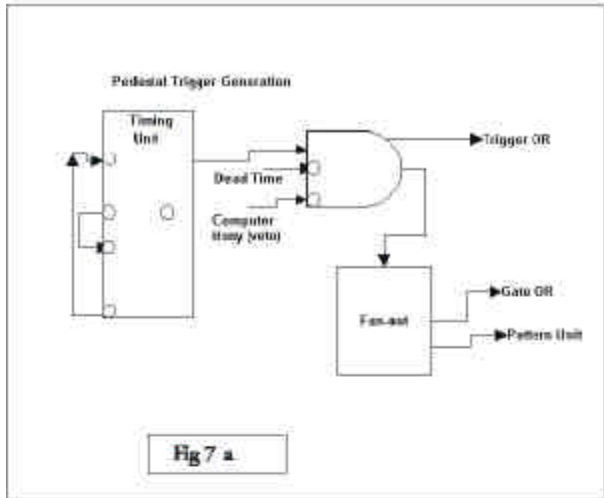 Pedestal Trigger Generation
Timing
Unit
Trigger OR
Dead Time
Computer
Busy (veto)
Gate OR
Fan-out
Pattern Unit
Fig 7 a